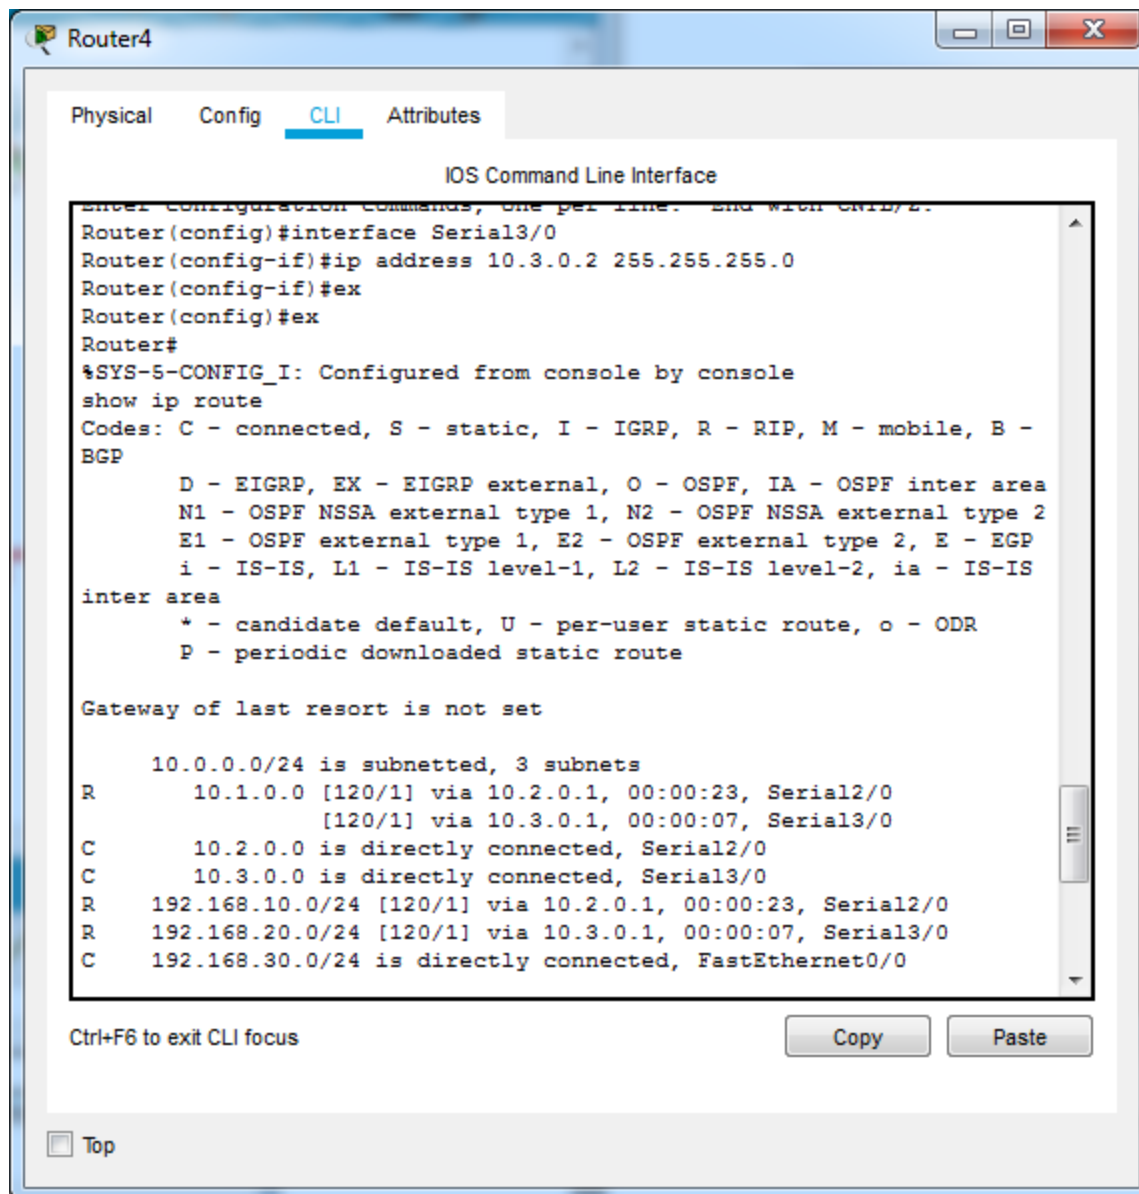 Router4
Physical Config CLI Attributes
IOS Command Line Interface
Enter configuration commands, one per line. End with CNTL/Z.
Router(config)#interface Serial3/0
Router(config-if)#ip address 10.3.0.2 255.255.255.0
Router(config-if)#ex
Router(config)#ex
Router#
%SYS-5-CONFIG_I: Configured from console by console
show ip route
Codes: C - connected, S - static, I - IGRP, R - RIP, M - mobile, B -
BGP
D - EIGRP, EX - EIGRP external, O - OSPF, IA - OSPF inter area
N1 - OSPF NSSA external type 1, N2 - OSPF NSSA external type 2
E1 - OSPF external type 1, E2 - OSPF external type 2, E - EGP
i - IS-IS, L1 - IS-IS level-1, L2 - IS-IS level-2, ia - IS-IS
inter area
* - candidate default, U - per-user static route, o - ODR
P - periodic downloaded static route
Gateway of last resort is not set
10.0.0.0/24 is subnetted, 3 subnets
R 10.1.0.0 [120/1] via 10.2.0.1, 00:00:23, Serial2/0
[120/1] via 10.3.0.1, 00:00:07, Serial3/0
C 10.2.0.0 is directly connected, Serial2/0
C 10.3.0.0 is directly connected, Serial3/0
R 192.168.10.0/24 [120/1] via 10.2.0.1, 00:00:23, Serial2/0
R 192.168.20.0/24 [120/1] via 10.3.0.1, 00:00:07, Serial3/0
C 192.168.30.0/24 is directly connected, FastEthernet0/0
Ctrl+F6 to exit CLI focus
Copy Paste
Top